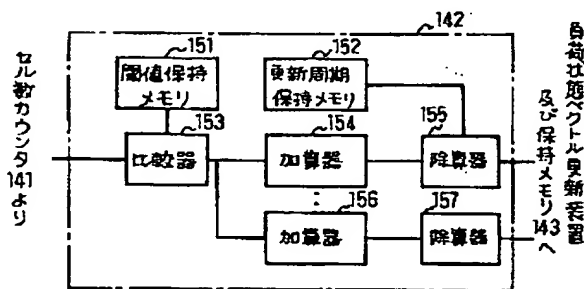 142
151
152
閾値保持
メモリ
更新周期
保持メモリ
153
154
155
比較器
加算器
除算器
156
157
加算器
除算器
セル数カウンタ
141より
負荷状態ベクトル更新装置
及び保持メモリ143へ